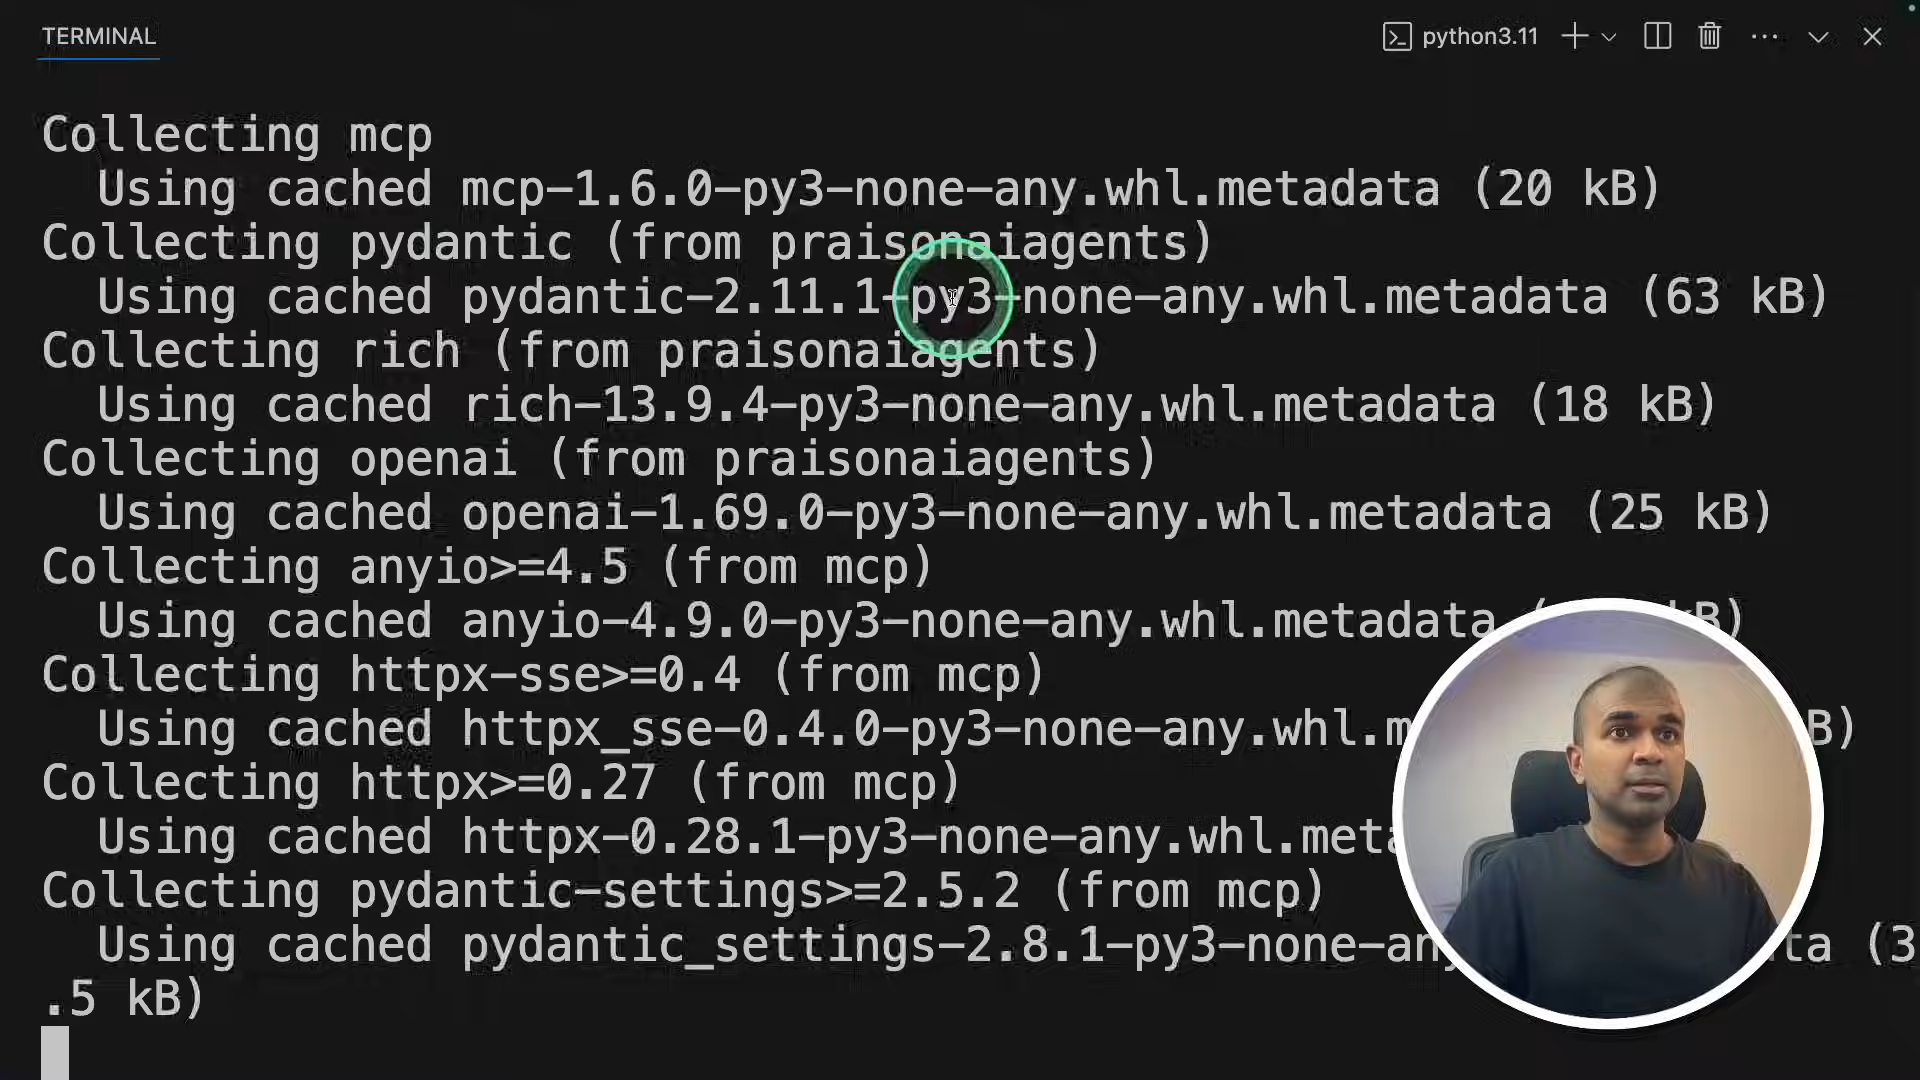 TERMINAL
python3.11
Collecting mcp
Using cached mcp-1.6.0-py3-none-any.whl.metadata (20 kB)
Collecting pydantic (from praisonaiagents)
Using cached pydantic-2.11.1-py3-none-any.whl.metadata (63 kB)
Collecting rich (from praisonaiagents)
Using cached rich-13.9.4-py3-none-any.whl.metadata (18 kB)
Collecting openai (from praisonaiagents)
Using cached openai-1.69.0-py3-none-any.whl.metadata (25 kB)
Collecting anyio>=4.5 (from mcp)
Using cached anyio-4.9.0-py3-none-any.whl.metadata kB)
Collecting httpx-sse>=0.4 (from mcp)
Using cached httpx_sse-0.4.0-py3-none-any.whl.m B)
Collecting httpx>=0.27 (from mcp)
Using cached httpx-0.28.1-py3-none-any.whl.meta
Collecting pydantic-settings>=2.5.2 (from mcp)
Using cached pydantic_settings-2.8.1-py3-none-an ta (3
.5 kB)